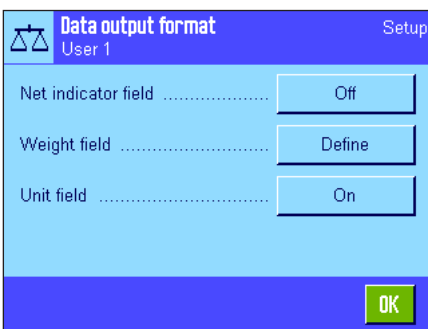 Data output format Setup
User 1
Net indicator field ................... Off
Weight field .......................... Define
Unit field .............................. On
OK